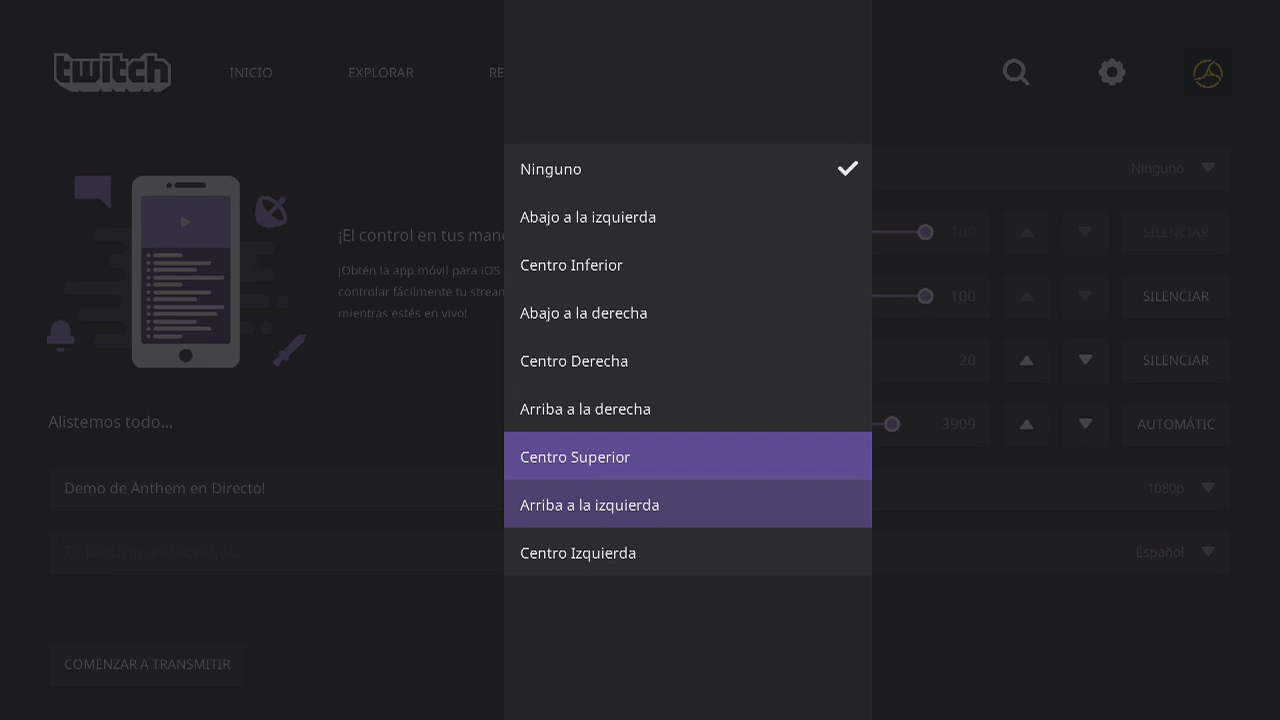 twitch
INICIO
EXPLORAR
RE
Ninguno
Ninguno
Abajo a la izquierda
Centro Inferior
Abajo a la derecha
Centro Derecha
Arriba a la derecha
Centro Superior
Arriba a la izquierda
Centro Izquierda
¡El control en tus mano
¡Obtén la app móvil para iOS
controlar fácilmente tu strean
mientras estés en vivo!
100
SILENCIAR
100
SILENCIAR
20
SILENCIAR
3909
AUTOMÁTIC
Alistemos todo...
Demo de Anthem en Directo!
1080p
Español
COMENZAR A TRANSMITIR